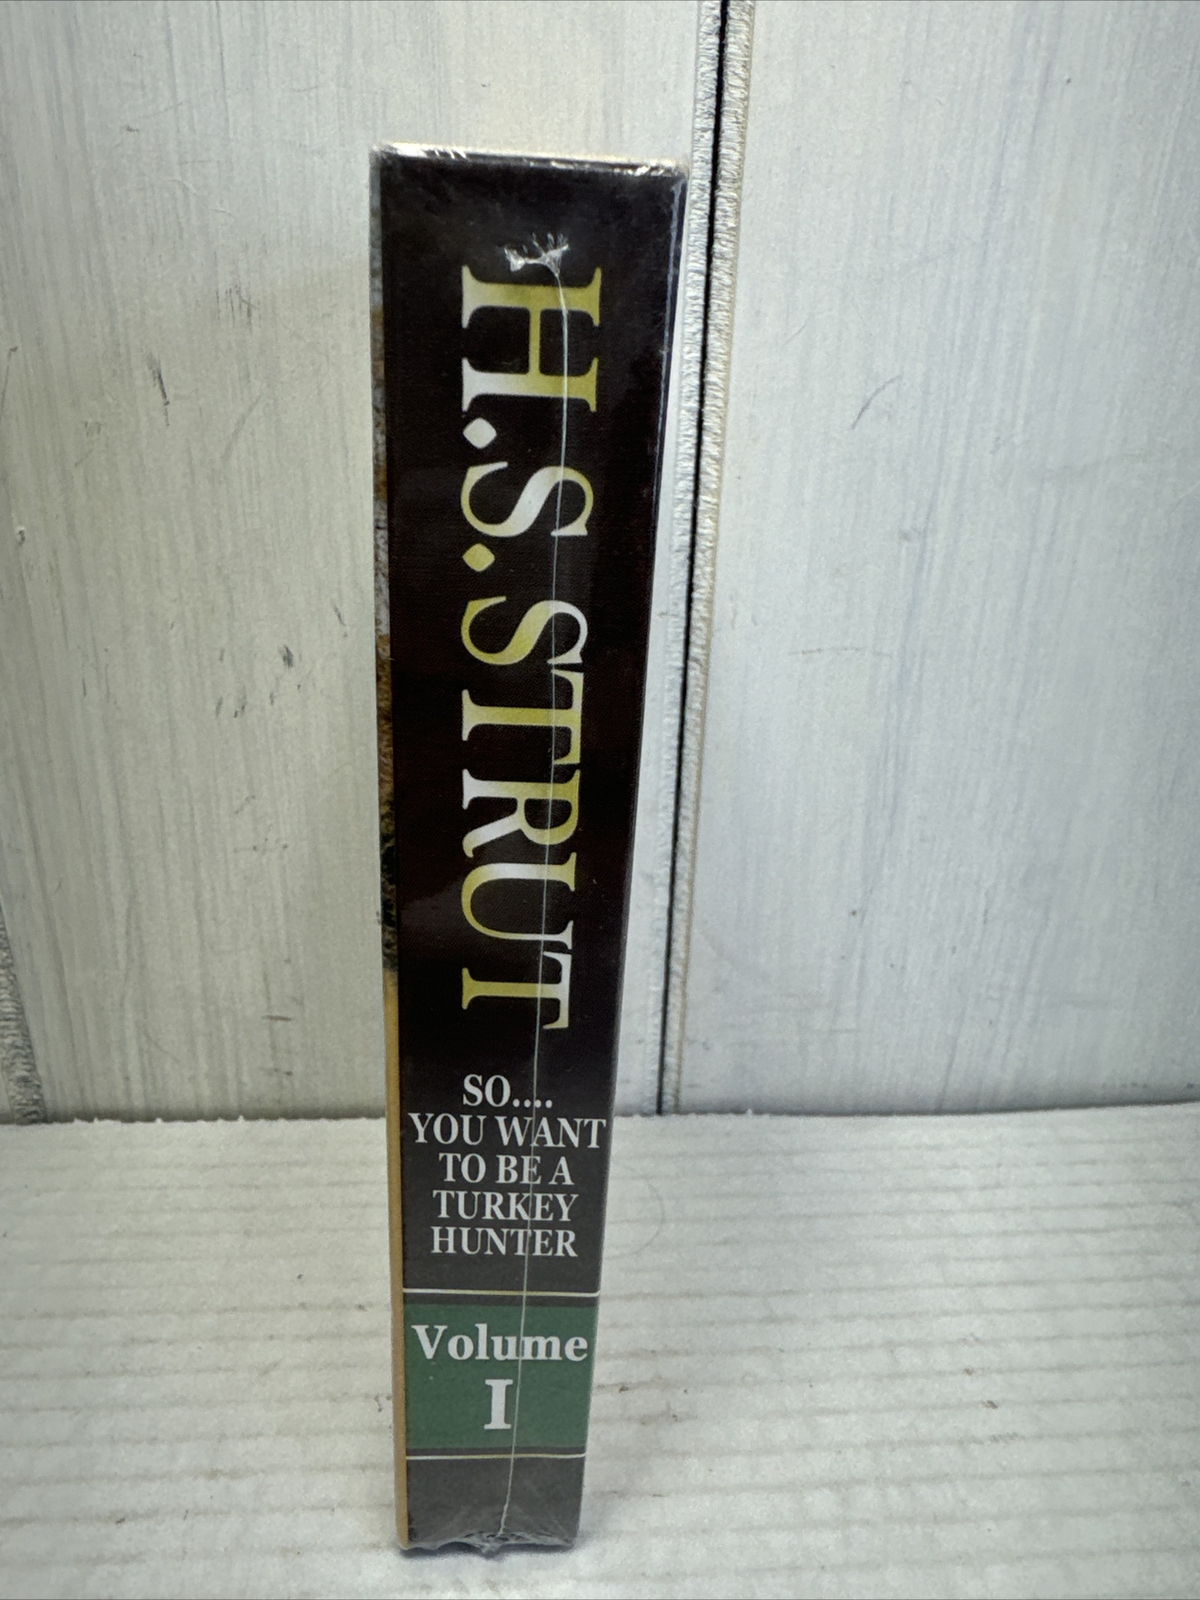 H.S. STRUT
SO....
YOU WANT
TO BE A
TURKEY
HUNTER
Volume
I